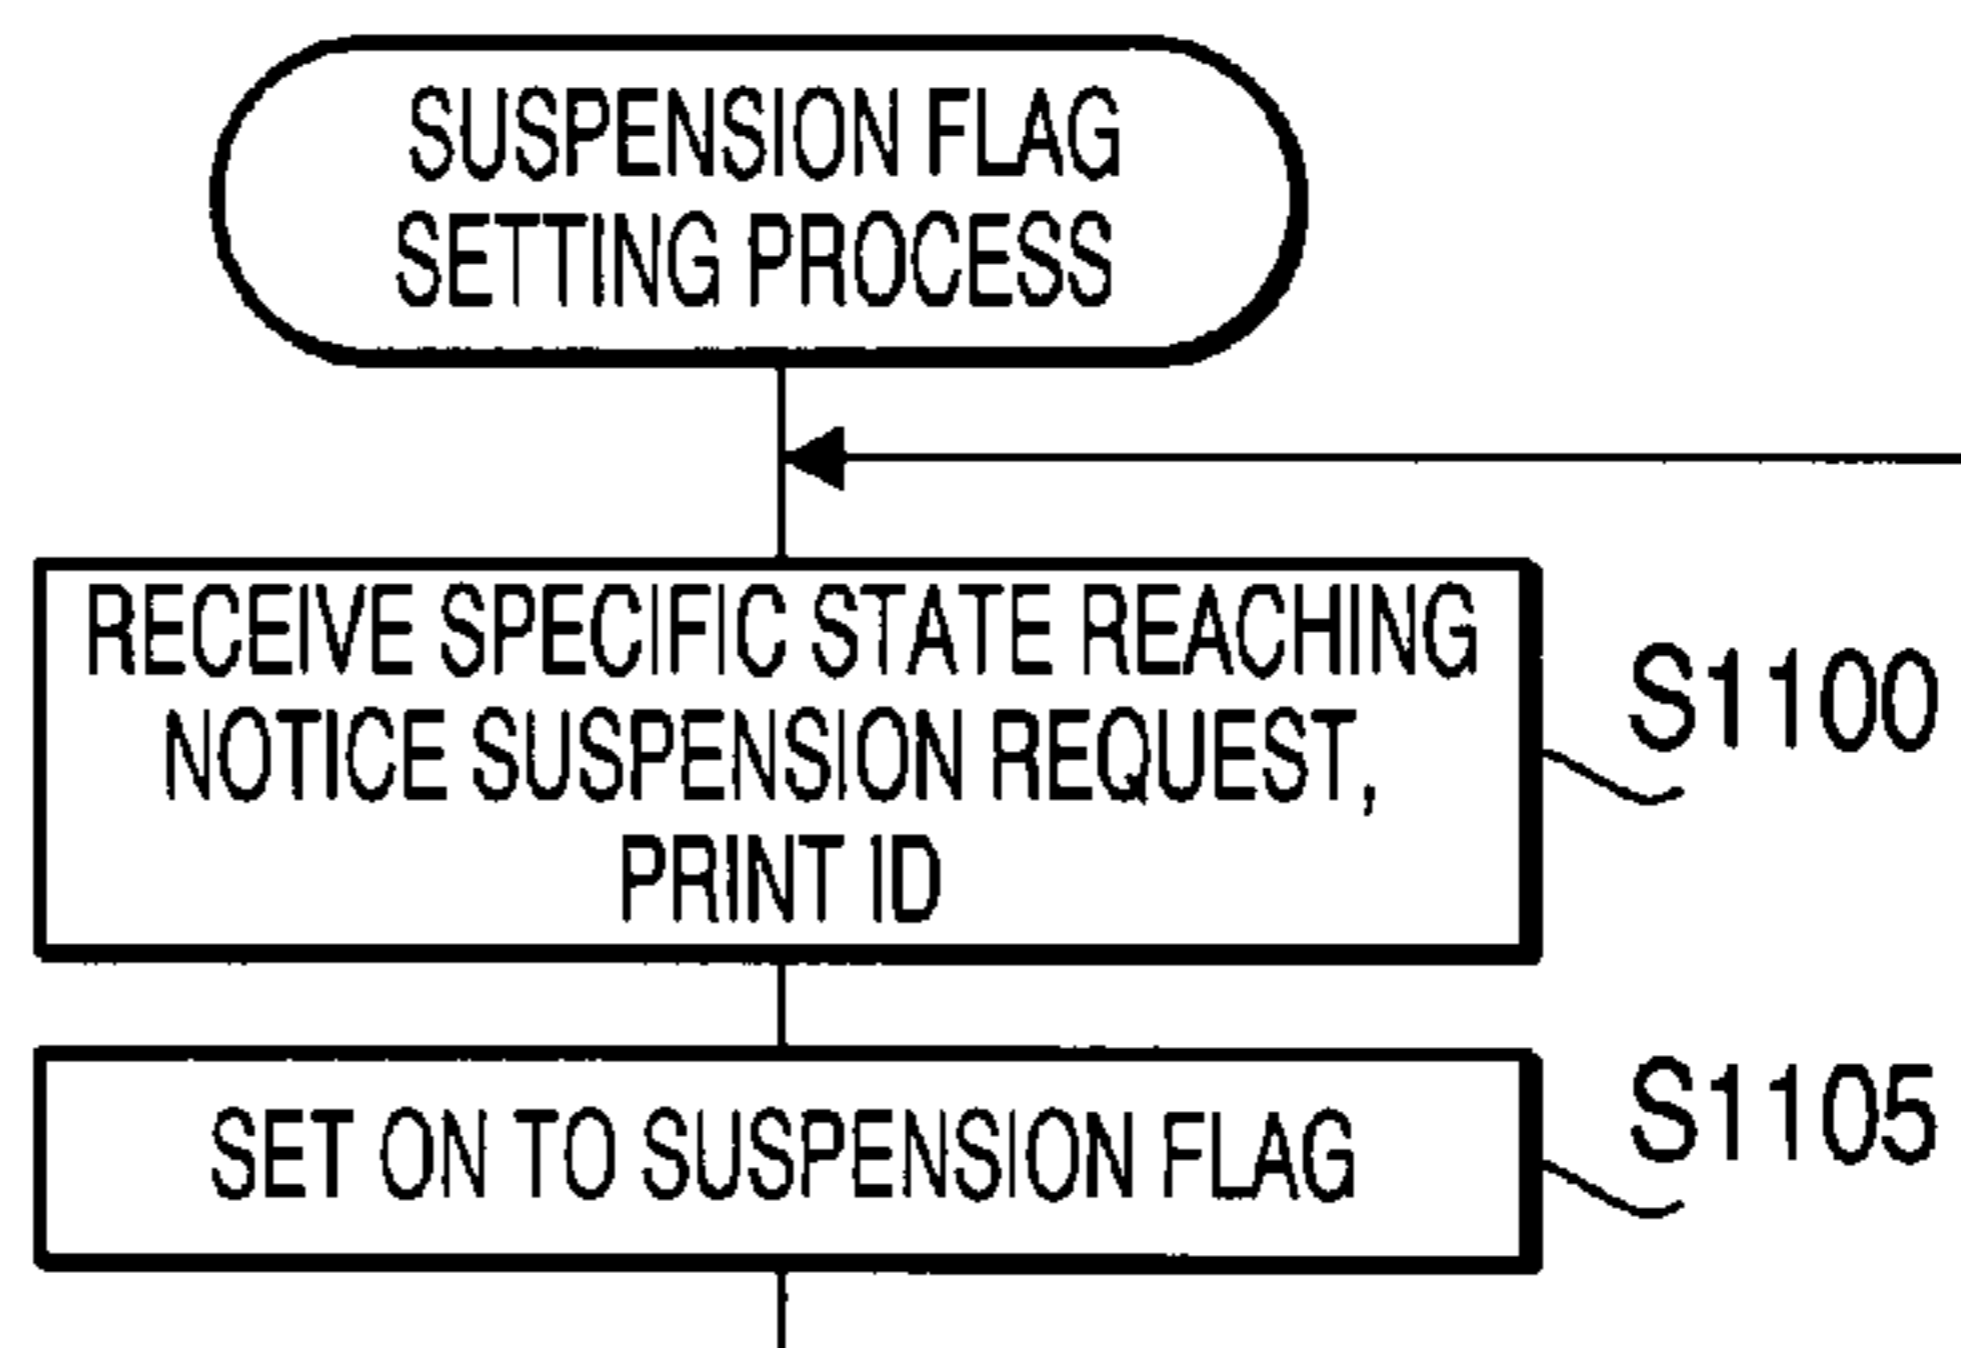 SUSPENSION FLAG
SETTING PROCESS
RECEIVE SPECIFIC STATE REACHING
NOTICE SUSPENSION REQUEST,
PRINT ID
S1100
SET ON TO SUSPENSION FLAG
S1105